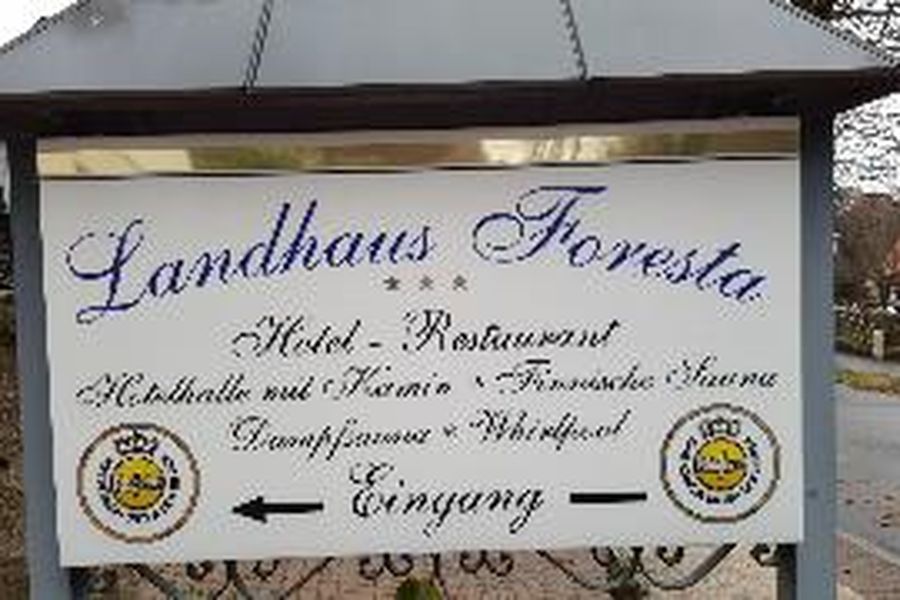 Landhaus Foresta
***
Hotel - Restaurant
Hotelhalle mit Kamin * Finnische Sauna
Dampfsauna * Whirlpool
Eingang